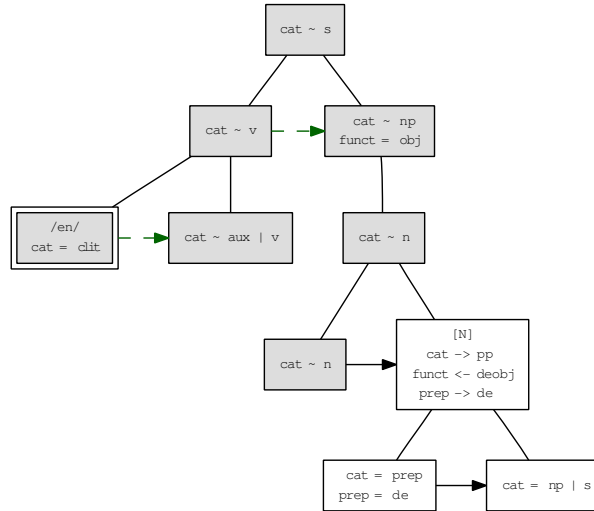 cat ~ s
cat ~ v
cat ~ np
funct = obj
/en/
cat = clit
cat ~ aux | v
cat ~ n
cat ~ n
[N]
cat -> pp
funct <- deobj
prep -> de
cat = prep
prep = de
cat = np | s